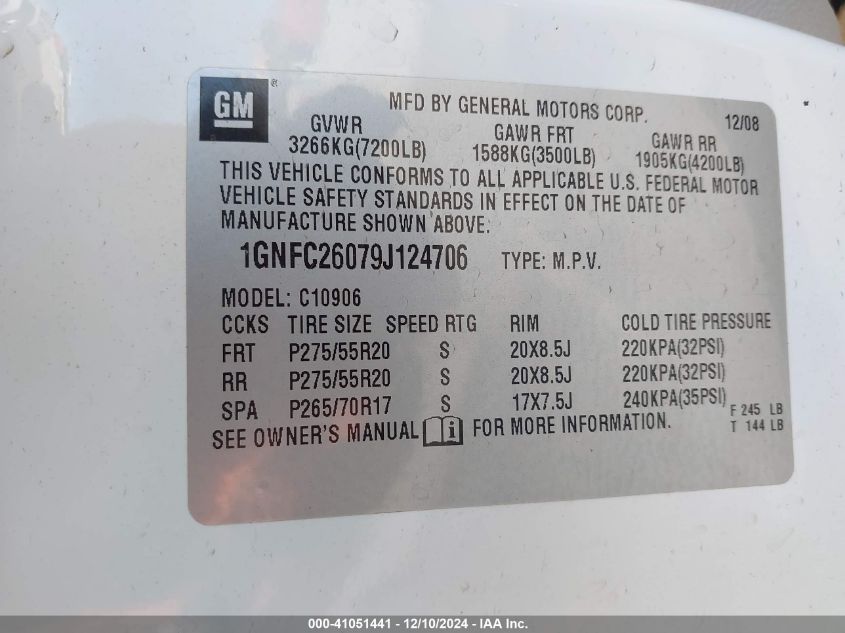 GM ®
MFD BY GENERAL MOTORS CORP. 12/08
GVWR GAWR FRT GAWR RR
3266KG(7200LB) 1588KG(3500LB) 1905KG(4200LB)
THIS VEHICLE CONFORMS TO ALL APPLICABLE U.S. FEDERAL MOTOR
VEHICLE SAFETY STANDARDS IN EFFECT ON THE DATE OF
MANUFACTURE SHOWN ABOVE.
1GNFC26079J124706 TYPE: M.P.V.
MODEL: C10906
CCKS TIRE SIZE SPEED RTG RIM COLD TIRE PRESSURE
FRT P275/55R20 S 20X8.5J 220KPA(32PSI)
RR P275/55R20 S 20X8.5J 220KPA(32PSI)
SPA P265/70R17 S 17X7.5J 240KPA(35PSI)
F 245 LB
T 144 LB
SEE OWNER'S MANUAL i FOR MORE INFORMATION.
000-41051441 - 12/10/2024 - IAA Inc.